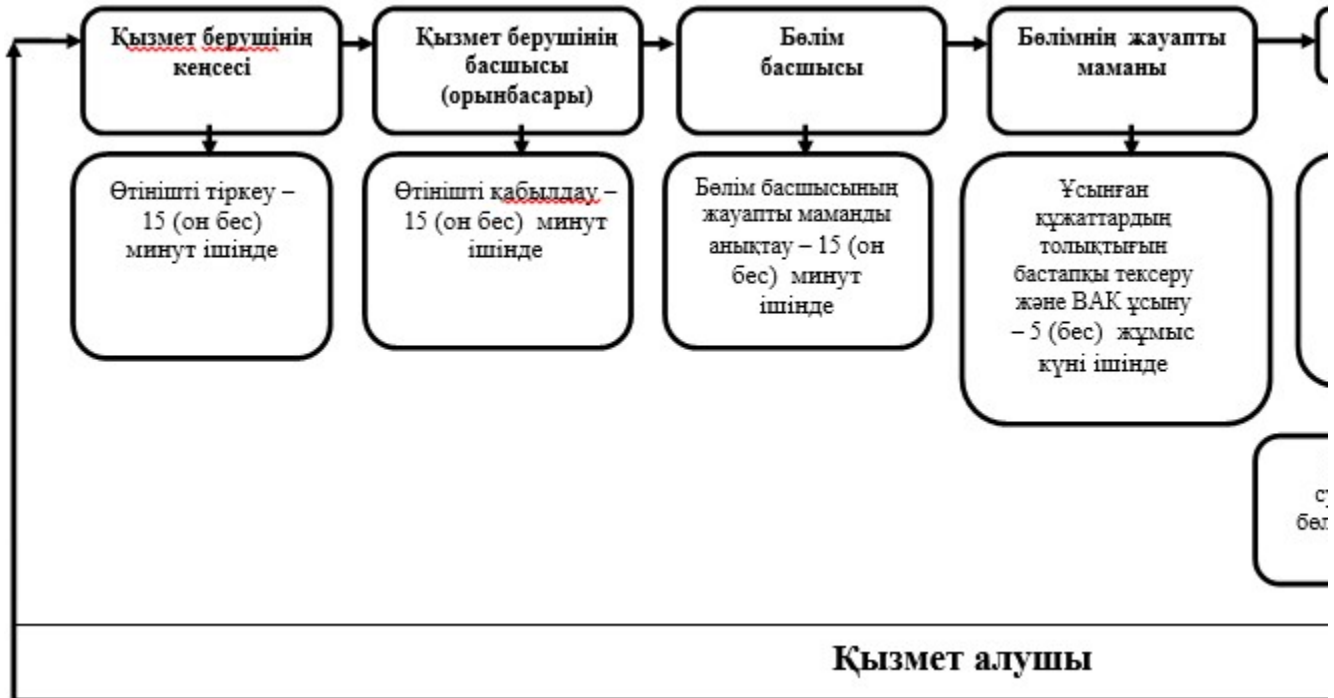 Қызмет берушінің
кеңсесі
Қызмет берушінің
басшысы
(орынбасары)
Бөлім
басшысы
Бөлімнің жауапты
маманы
Өтінішті тіркеу –
15 (он бес)
минут ішінде
Өтінішті қабылдау –
15 (он бес) минут
ішінде
Бөлім басшысының
жауапты маманды
анықтау – 15 (он
бес) минут
ішінде
Ұсынған
құжаттардың
толықтығын
бастапқы тексеру
және ВАК ұсыну
– 5 (бес) жұмыс
күні ішінде
Қызмет алушы